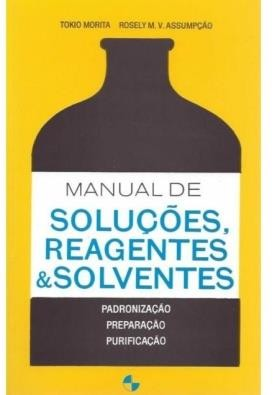 TOKIO MORITA ROSELY M. V. ASSUMPÇÃO
MANUAL DE
SOLUÇÕES,
REAGENTES
&SOLVENTES
PADRONIZAÇÃO
PREPARAÇÃO
PURIFICAÇÃO